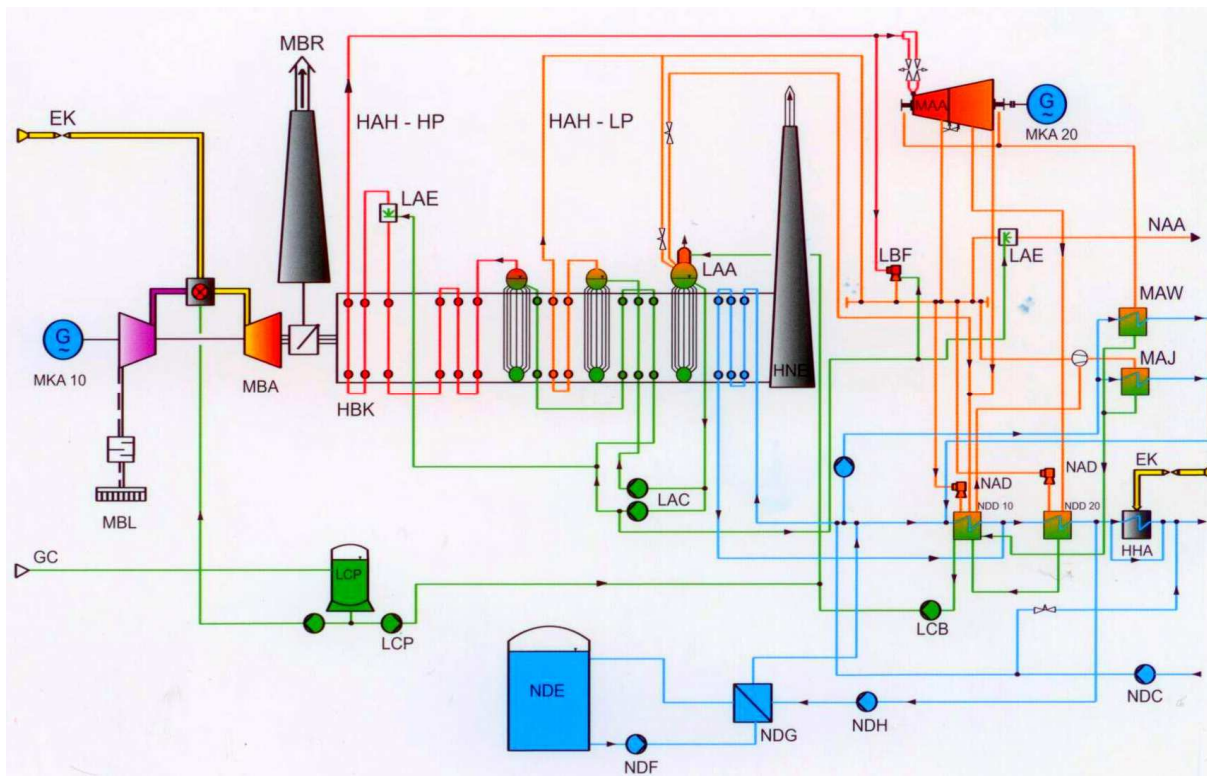 MBR
EK
HAH - HP
HAH - LP
MAA
G
~
MKA 20
LAE
LBF
LAA
LAE
NAA
MAW
G
~
MKA 10
MBA
HBK
HNE
MAJ
MBL
LAC
NAD
NAD
EK
NDD 10
NDD 20
HHA
GC
LCP
LCP
LCB
NDE
NDG
NDH
NDC
NDF